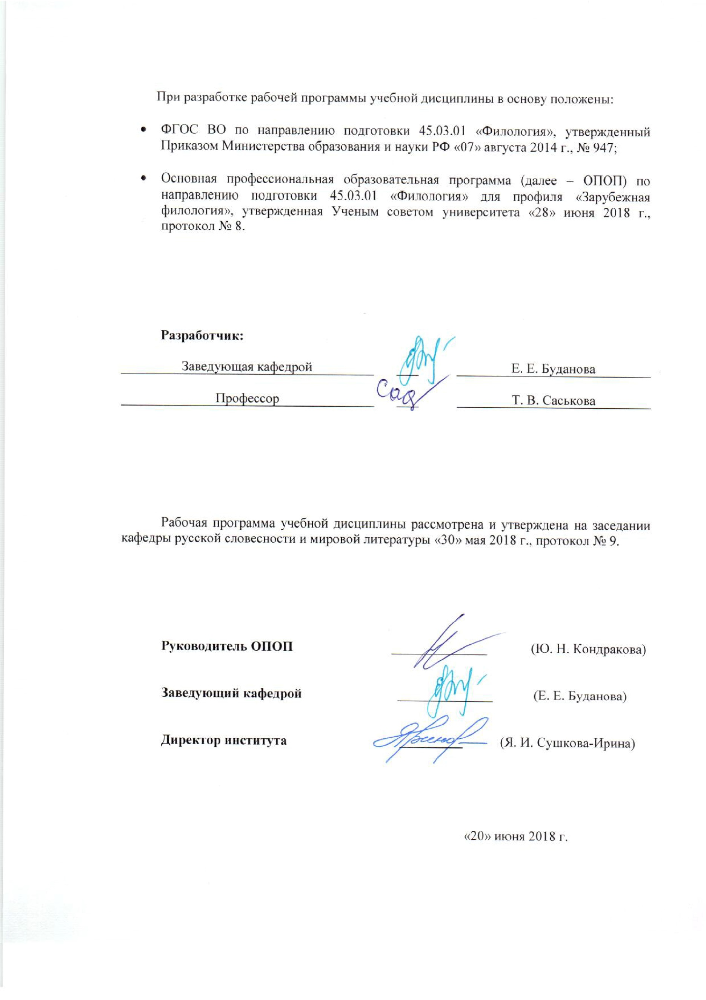 При разработке рабочей программы учебной дисциплины в основу положены:
• ФГОС ВО по направлению подготовки 45.03.01 «Филология», утвержденный
Приказом Министерства образования и науки РФ «07» августа 2014 г., № 947;
• Основная профессиональная образовательная программа (далее – ОПОП) по
направлению подготовки 45.03.01 «Филология» для профиля «Зарубежная
филология», утвержденная Ученым советом университета «28» июня 2018 г.,
протокол № 8.
Разработчик:
Заведующая кафедрой Е. Е. Буданова
Профессор Т. В. Саськова
Рабочая программа учебной дисциплины рассмотрена и утверждена на заседании
кафедры русской словесности и мировой литературы «30» мая 2018 г., протокол № 9.
Руководитель ОПОП (Ю. Н. Кондракова)
Заведующий кафедрой (Е. Е. Буданова)
Директор института (Я. И. Сушкова-Ирина)
«20» июня 2018 г.